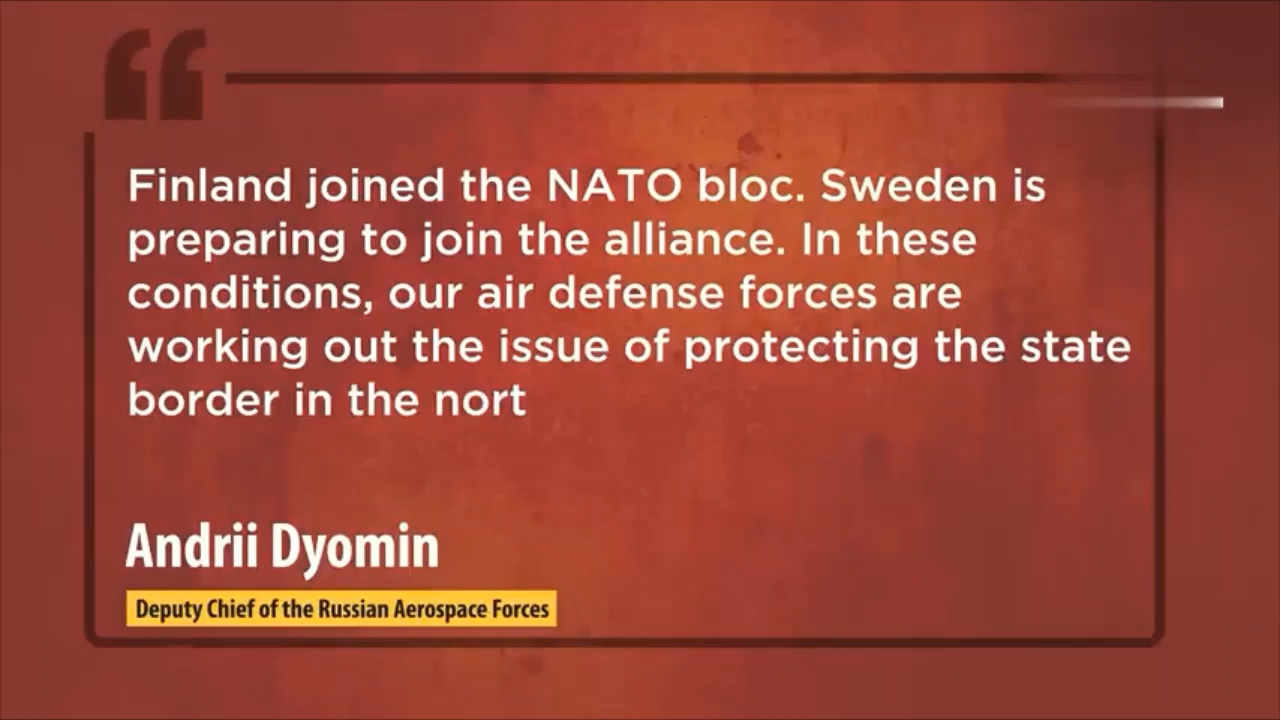 Finland joined the NATO bloc. Sweden is
preparing to join the alliance. In these
conditions, our air defense forces are
working out the issue of protecting the state
border in the nort
Andrii Dyomin
Deputy Chief of the Russian Aerospace Forces